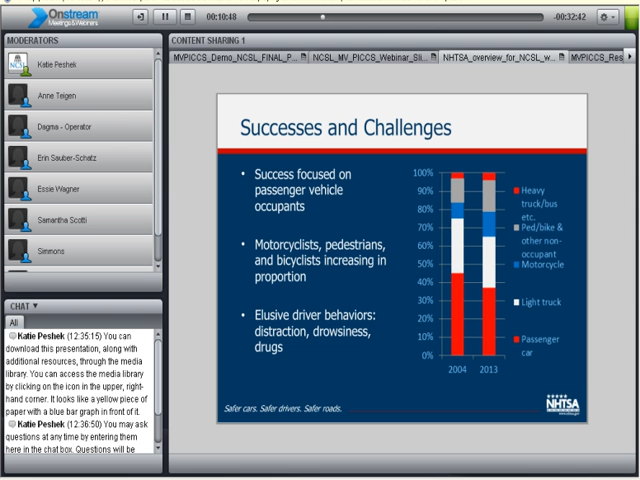 Onstream
Meetings & Webinars
00:10:48
-00:32:42
MODERATORS
NCSL
Katie Peshek
Anne Teigen
Dagma - Operator
Erin Sauber-Schatz
Essie Wagner
Samantha Scotti
Simmons
CHAT ▼
All
Katie Peshek (12:35:15) You can
download this presentation, along with
additional resources, through the media
library. You can access the media library
by clicking on the icon in the upper, right-
hand corner. It looks like a yellow piece of
paper with a blue bar graph in front of it.
Katie Peshek (12:36:50) You may ask
questions at any time by entering them
here in the chat box. Questions will be
CONTENT SHARING 1
MVPICCS_Demo_NCSL_FINAL_P...
NCSL_MV_PICCS_Webinar_Sli...
NHTSA_overview_for_NCSL_w...
MVPICCS_Res
Successes and Challenges
• Success focused on
passenger vehicle
occupants
• Motorcyclists, pedestrians,
and bicyclists increasing in
proportion
• Elusive driver behaviors:
distraction, drowsiness,
drugs
100%
90%
80%
70%
60%
50%
40%
30%
20%
10%
0%
2004 2013
Heavy
truck/bus
etc.
Ped/bike &
other non-
occupant
Motorcycle
Light truck
Passenger
car
Safer cars. Safer drivers. Safer roads.
NHTSA